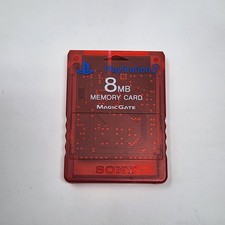 PlayStation 2
8MB
MEMORY CARD
MAGICGATE
SONY